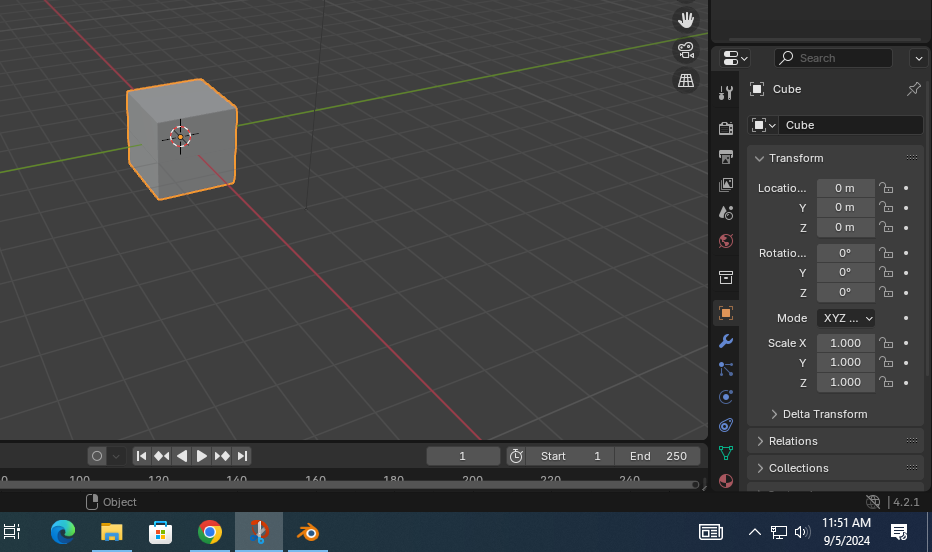 Search
Cube
Cube
Transform
Locatio... 0 m
Y 0 m
Z 0 m
Rotatio... 0°
Y 0°
Z 0°
Mode XYZ ...
Scale X 1.000
Y 1.000
Z 1.000
Delta Transform
Relations
Collections
1 Start 1 End 250
100 120 140 160 180 200 220 240
Object
4.2.1
11:51 AM
9/5/2024